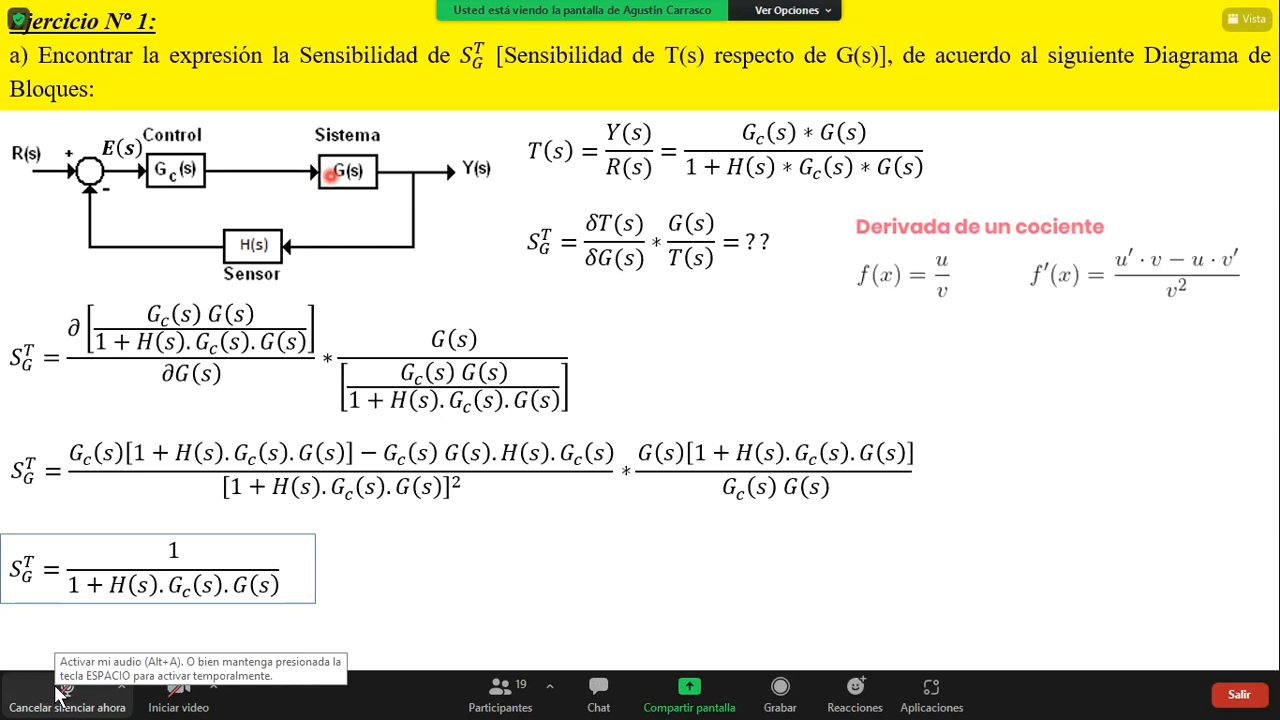 Usted está viendo la pantalla de Agustín Carrasco
Ver Opciones
Vista
Ejercicio N° 1:
a) Encontrar la expresión la Sensibilidad de S_G^T [Sensibilidad de T(s) respecto de G(s)], de acuerdo al siguiente Diagrama de
Bloques:
R(s)
+
-
E(s)
Control
G_c(s)
Sistema
G(s)
Y(s)
H(s)
Sensor
T(s) = Y(s)/R(s) = (G_c(s) * G(s))/(1 + H(s) * G_c(s) * G(s))
S_G^T = δT(s)/δG(s) * G(s)/T(s) = ??
Derivada de un cociente
f(x) = u/v
f'(x) = (u' · v − u · v')/v²
S_G^T = ∂[(G_c(s) G(s))/(1 + H(s). G_c(s). G(s))]/∂G(s) * G(s)/[(G_c(s) G(s))/(1 + H(s). G_c(s). G(s))]
S_G^T = (G_c(s)[1 + H(s). G_c(s). G(s)] − G_c(s) G(s). H(s). G_c(s))/[1 + H(s). G_c(s). G(s)]² * (G(s)[1 + H(s). G_c(s). G(s)])/(G_c(s) G(s))
S_G^T = 1/(1 + H(s). G_c(s). G(s))
Activar mi audio (Alt+A). O bien mantenga presionada la
tecla ESPACIO para activar temporalmente.
Cancelar silenciar ahora
Iniciar video
19
Participantes
Chat
Compartir pantalla
Grabar
Reacciones
Aplicaciones
Salir